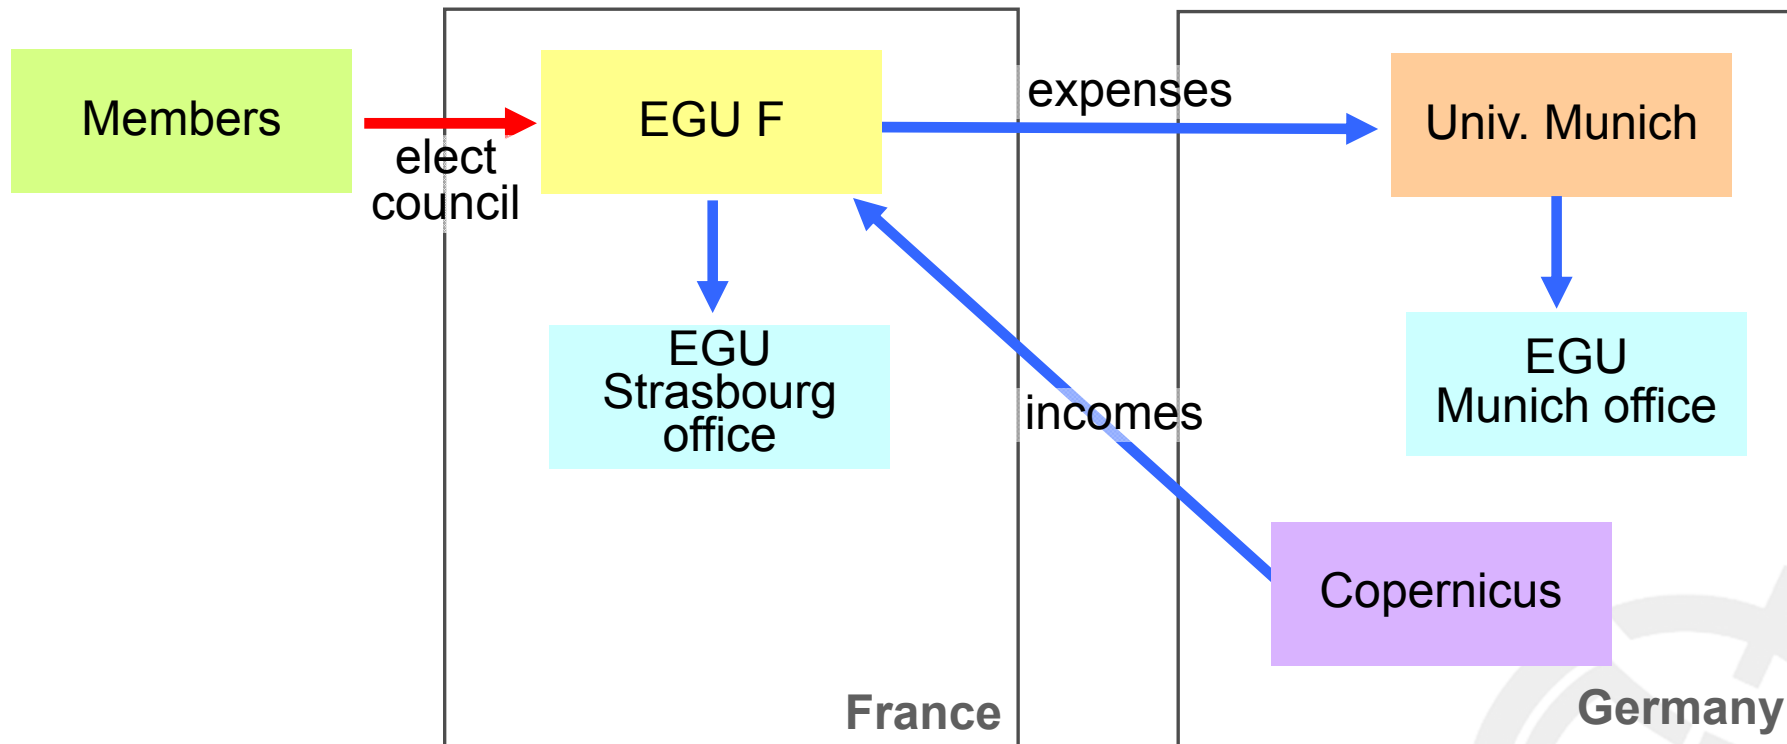 Members
elect
council
EGU F
expenses
Univ. Munich
EGU
Strasbourg
office
incomes
EGU
Munich office
Copernicus
France
Germany